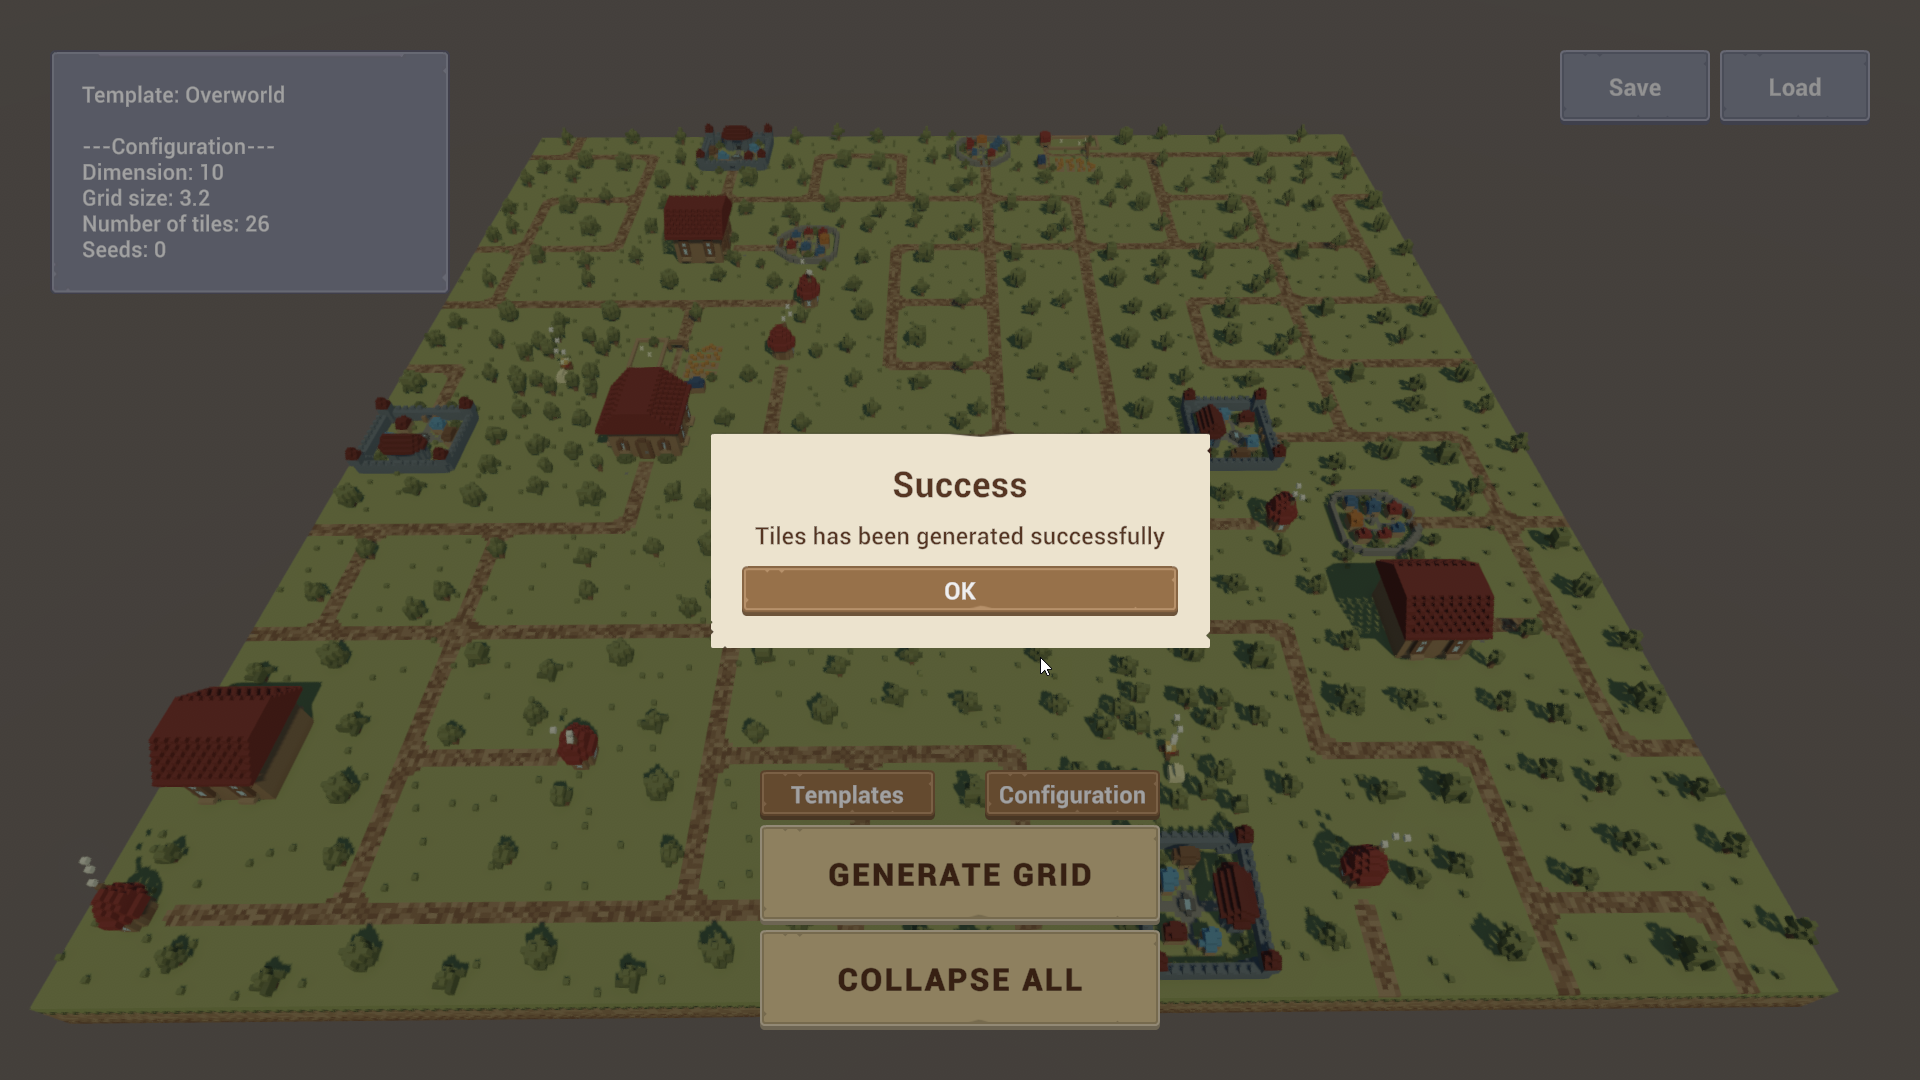 Template: Overworld
---Configuration---
Dimension: 10
Grid size: 3.2
Number of tiles: 26
Seeds: 0
Save
Load
Success
Tiles has been generated successfully
OK
Templates
Configuration
GENERATE GRID
COLLAPSE ALL